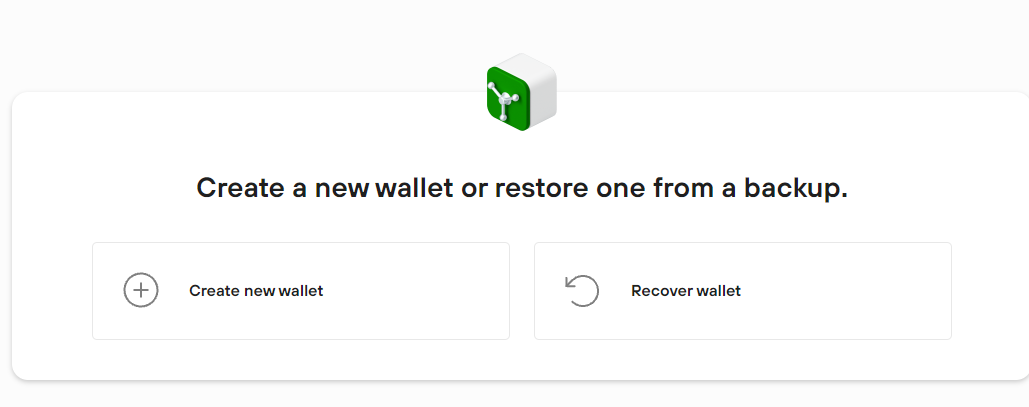 Create a new wallet or restore one from a backup.
Create new wallet
Recover wallet